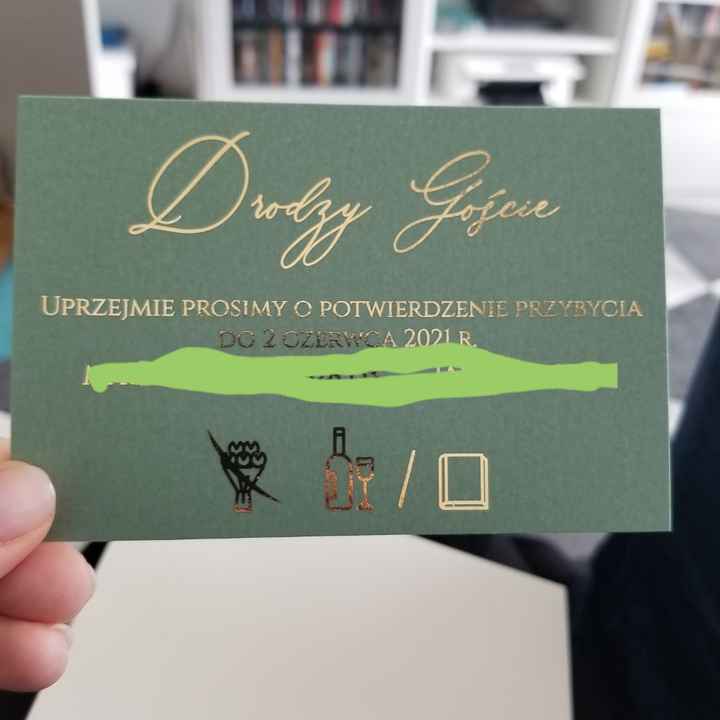 Drodzy Goście
Uprzejmie prosimy o potwierdzenie przybycia
do 2 czerwca 2021 r.